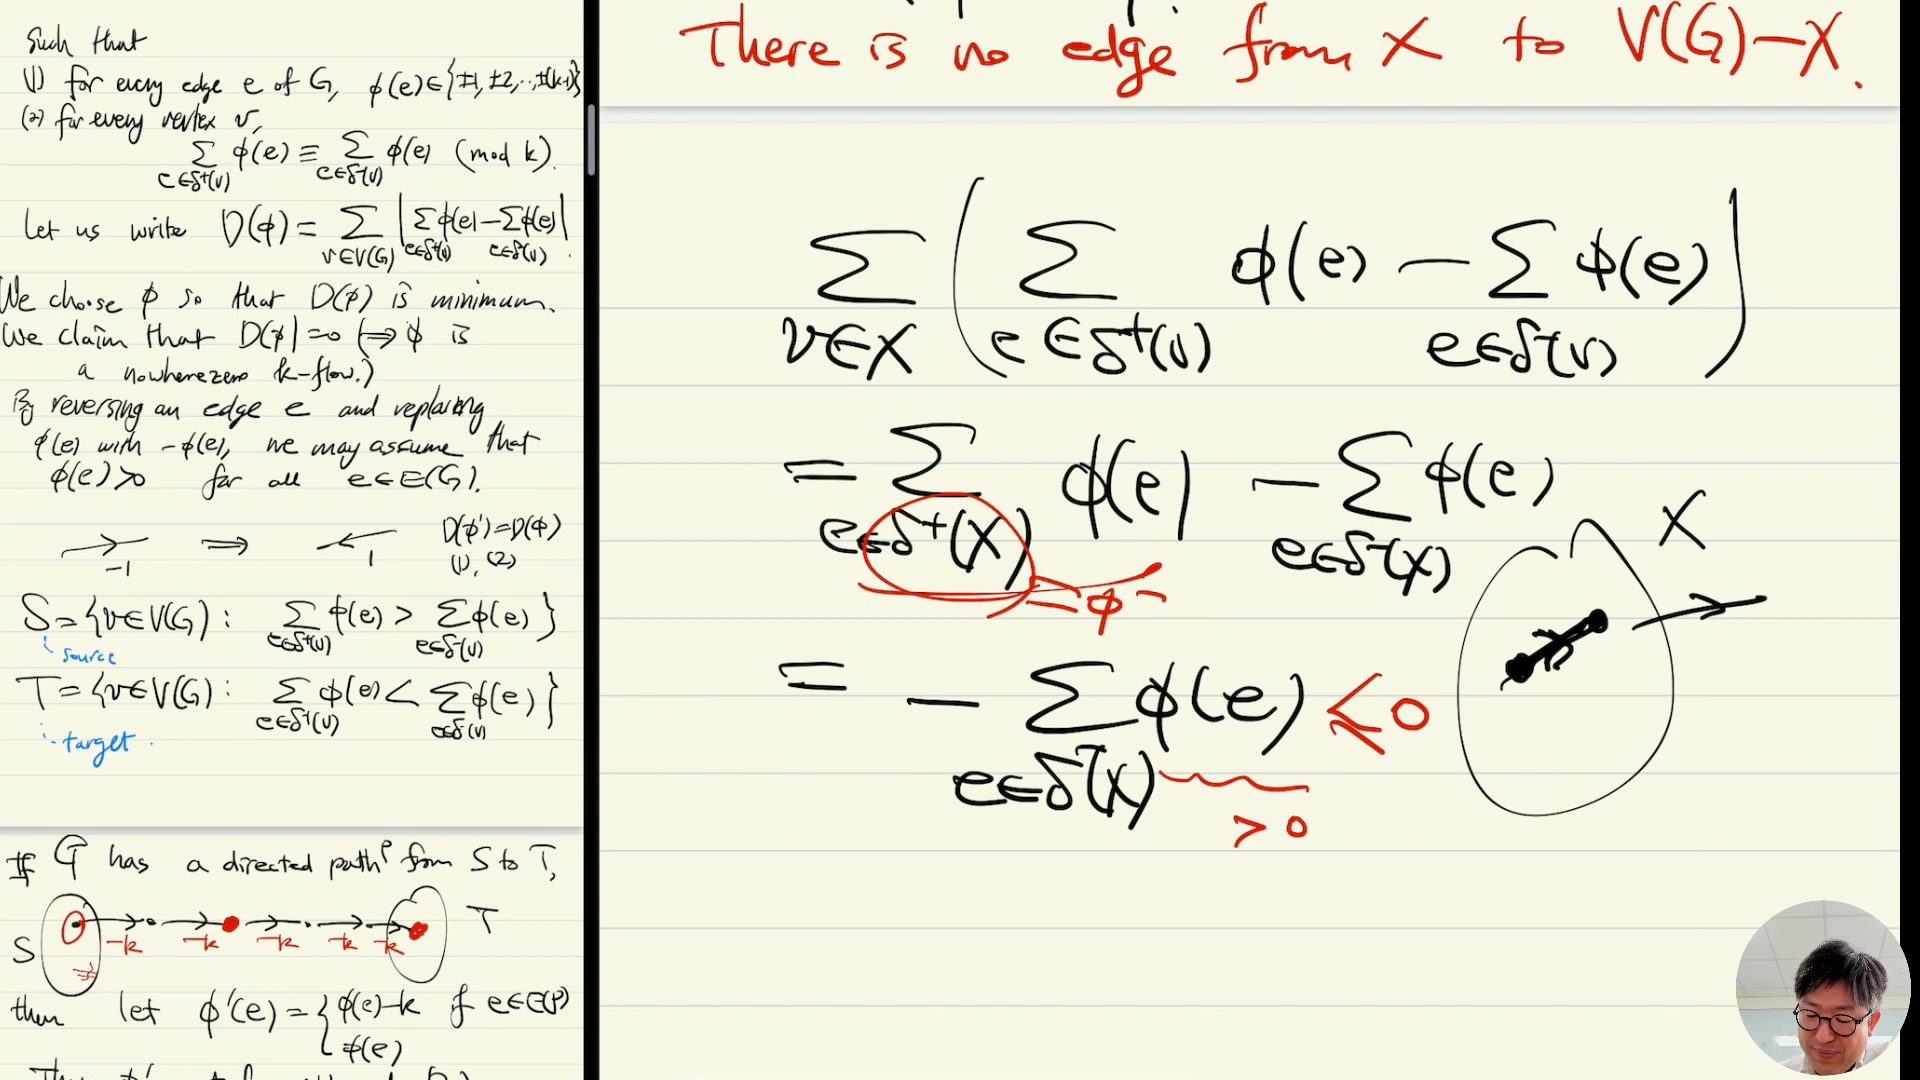 Such that
(1) for every edge e of G, φ(e)∈{±1, ±2, .., ±(k-1)}
(2) for every vertex v,
∑ φ(e) ≡ ∑ φ(e) (mod k).
e∈δ⁺(v) e∈δ⁻(v)
Let us write D(φ) = ∑ |∑φ(e) − ∑φ(e)|.
v∈V(G) e∈δ⁺(v) e∈δ⁻(v)
We choose φ so that D(φ) is minimum.
We claim that D(φ)=0 (⟹ φ is
a nowherezero k-flow.)
By reversing an edge e and replacing
φ(e) with −φ(e), we may assume that
φ(e)>0 for all e∈E(G).
⟹ D(φ')=D(φ)
−1 1 (1), (2)
S = {v∈V(G) : ∑ φ(e) > ∑ φ(e)}
e∈δ⁺(v) e∈δ⁻(v)
source
T = {v∈V(G) : ∑ φ(e) < ∑ φ(e)}
e∈δ⁺(v) e∈δ⁻(v)
target.
If G has a directed path P from S to T,
S −k −k −k −k −k T
then let φ'(e) = { φ(e)−k if e∈E(P)
φ(e)
There is no edge from X to V(G)−X.
∑ ( ∑ φ(e) − ∑ φ(e) )
v∈X e∈δ⁺(v) e∈δ⁻(v)
= ∑ φ(e) − ∑ φ(e)
e∈δ⁺(X) e∈δ⁻(X) X
= φ
= − ∑ φ(e) ≤ 0
e∈δ⁻(X)
> 0